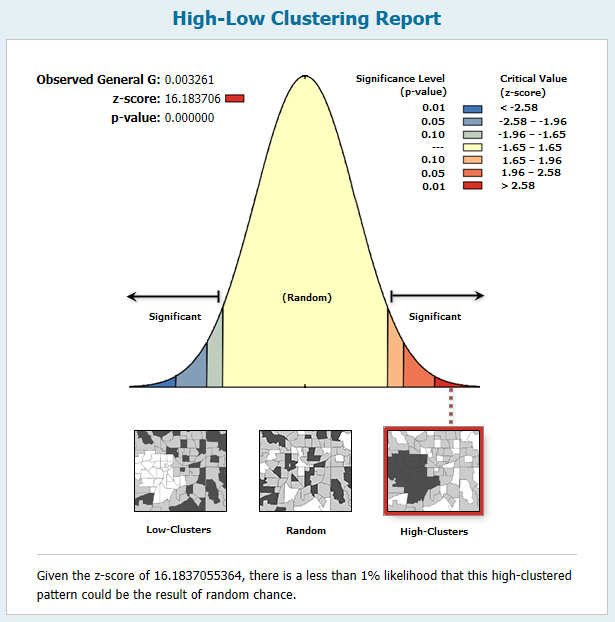 High-Low Clustering Report
Observed General G: 0.003261
z-score: 16.183706
p-value: 0.000000
Significance Level
(p-value)
Critical Value
(z-score)
0.01 < -2.58
0.05 -2.58 – -1.96
0.10 -1.96 – -1.65
--- -1.65 – 1.65
0.10 1.65 – 1.96
0.05 1.96 – 2.58
0.01 > 2.58
(Random)
Significant
Significant
Low-Clusters
Random
High-Clusters
Given the z-score of 16.1837055364, there is a less than 1% likelihood that this high-clustered
pattern could be the result of random chance.